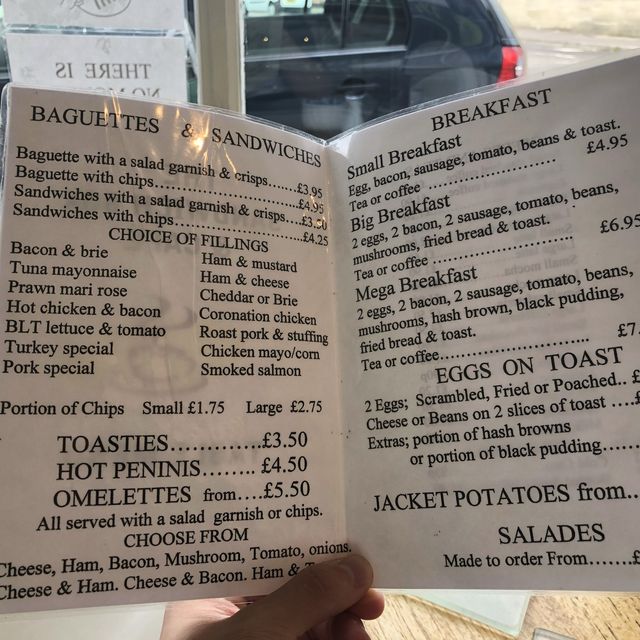 THERE IS
BAGUETTES & SANDWICHES
Baguette with a salad garnish & crisps.......£3.95
Baguette with chips..............................£4.95
Sandwiches with a salad garnish & crisps....£3.50
Sandwiches with chips...........................£4.25
CHOICE OF FILLINGS
Bacon & brie
Tuna mayonnaise
Prawn mari rose
Hot chicken & bacon
BLT lettuce & tomato
Turkey special
Pork special
Ham & mustard
Ham & cheese
Cheddar or Brie
Coronation chicken
Roast pork & stuffing
Chicken mayo/corn
Smoked salmon
Portion of Chips Small £1.75 Large £2.75
TOASTIES.............£3.50
HOT PENINIS........ £4.50
OMELETTES from....£5.50
All served with a salad garnish or chips.
CHOOSE FROM
Cheese, Ham, Bacon, Mushroom, Tomato, onions.
Cheese & Ham. Cheese & Bacon. Ham &
BREAKFAST
Small Breakfast
Egg, bacon, sausage, tomato, beans & toast.
Tea or coffee ........................ £4.95
Big Breakfast
2 eggs, 2 bacon, 2 sausage, tomato, beans,
mushrooms, fried bread & toast.
Tea or coffee ........................... £6.95
Mega Breakfast
2 eggs, 2 bacon, 2 sausage, tomato, beans,
mushrooms, hash brown, black pudding,
fried bread & toast.
Tea or coffee............................ £7.
EGGS ON TOAST
2 Eggs; Scrambled, Fried or Poached.. £
Cheese or Beans on 2 slices of toast ....£
Extras; portion of hash browns
or portion of black pudding......
JACKET POTATOES from...
SALADES
Made to order From.......£